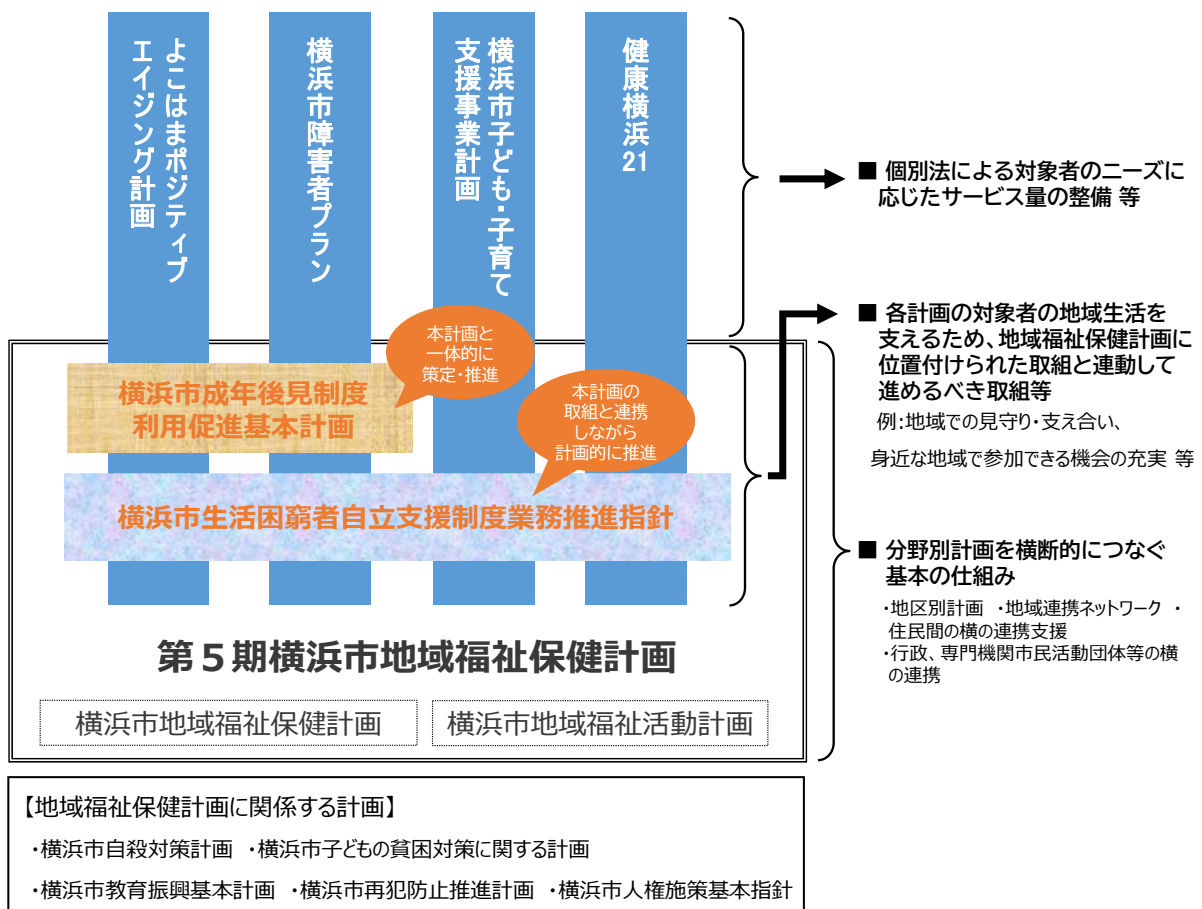 よこはまポジティブ
エイジング計画
横浜市障害者プラン
横浜市子ども・子育て
支援事業計画
健康横浜21
■ 個別法による対象者のニーズに
応じたサービス量の整備 等
本計画と
一体的に
策定・推進
横浜市成年後見制度
利用促進基本計画
本計画の
取組と連携
しながら
計画的に推進
横浜市生活困窮者自立支援制度業務推進指針
■ 各計画の対象者の地域生活を
支えるため、地域福祉保健計画に
位置付けられた取組と連動して
進めるべき取組等
例:地域での見守り・支え合い、
身近な地域で参加できる機会の充実 等
■ 分野別計画を横断的につなぐ
基本の仕組み
・地区別計画 ・地域連携ネットワーク ・
住民間の横の連携支援
・行政、専門機関市民活動団体等の横
の連携
第5期横浜市地域福祉保健計画
横浜市地域福祉保健計画
横浜市地域福祉活動計画
【地域福祉保健計画に関係する計画】
・横浜市自殺対策計画 ・横浜市子どもの貧困対策に関する計画
・横浜市教育振興基本計画 ・横浜市再犯防止推進計画 ・横浜市人権施策基本指針